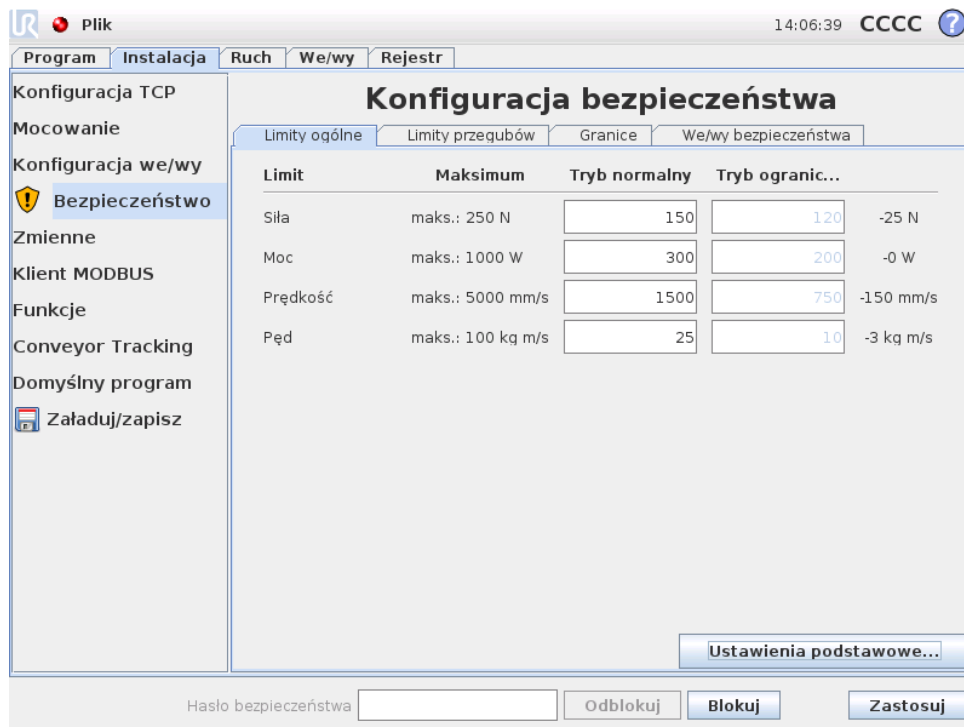 UR Plik 14:06:39 CCCC ?
Program Instalacja Ruch We/wy Rejestr
Konfiguracja TCP
Mocowanie
Konfiguracja we/wy
Bezpieczeństwo
Zmienne
Klient MODBUS
Funkcje
Conveyor Tracking
Domyślny program
Załaduj/zapisz
Konfiguracja bezpieczeństwa
Limity ogólne Limity przegubów Granice We/wy bezpieczeństwa
Limit Maksimum Tryb normalny Tryb ogranic...
Siła maks.: 250 N 150 120 -25 N
Moc maks.: 1000 W 300 200 -0 W
Prędkość maks.: 5000 mm/s 1500 750 -150 mm/s
Pęd maks.: 100 kg m/s 25 10 -3 kg m/s
Ustawienia podstawowe...
Hasło bezpieczeństwa Odblokuj Blokuj Zastosuj